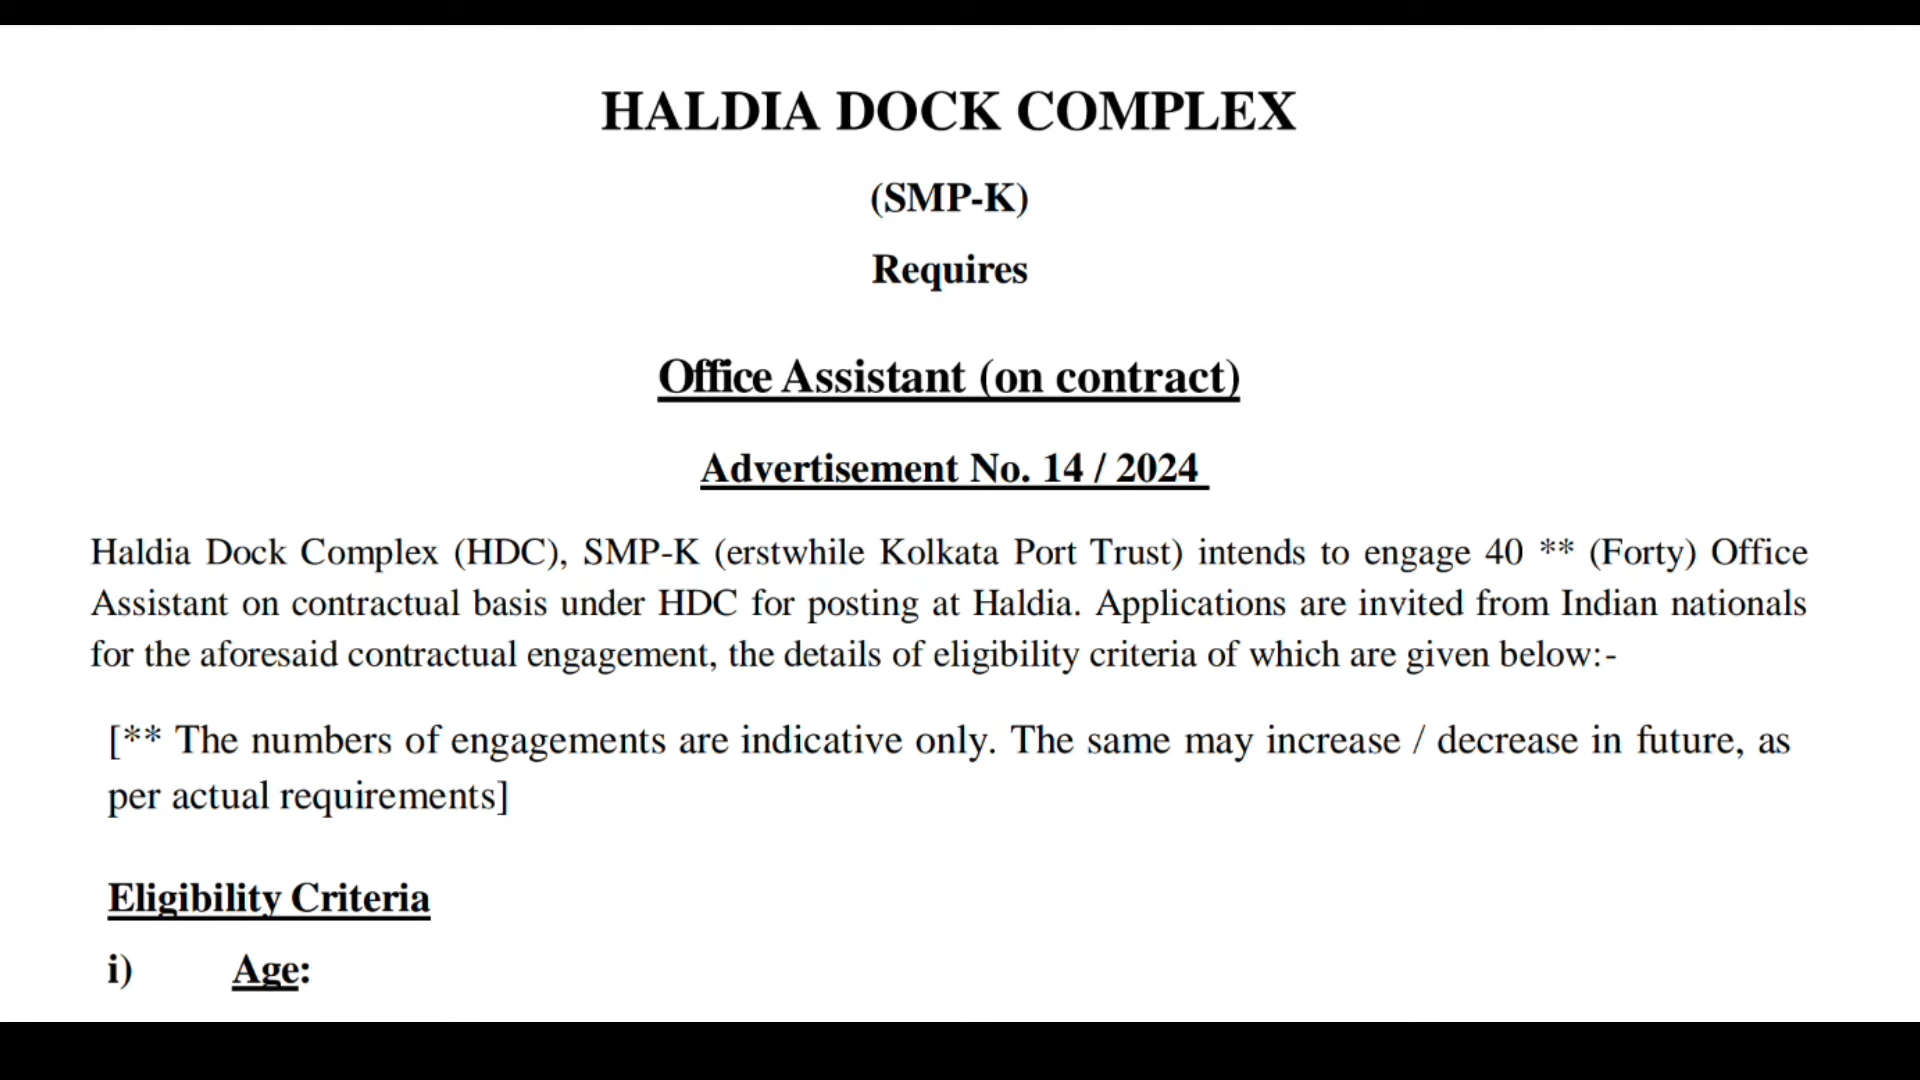 HALDIA DOCK COMPLEX
(SMP-K)
Requires
Office Assistant (on contract)
Advertisement No. 14 / 2024
Haldia Dock Complex (HDC), SMP-K (erstwhile Kolkata Port Trust) intends to engage 40 ** (Forty) Office
Assistant on contractual basis under HDC for posting at Haldia. Applications are invited from Indian nationals
for the aforesaid contractual engagement, the details of eligibility criteria of which are given below:-
[** The numbers of engagements are indicative only. The same may increase / decrease in future, as
per actual requirements]
Eligibility Criteria
i) Age: